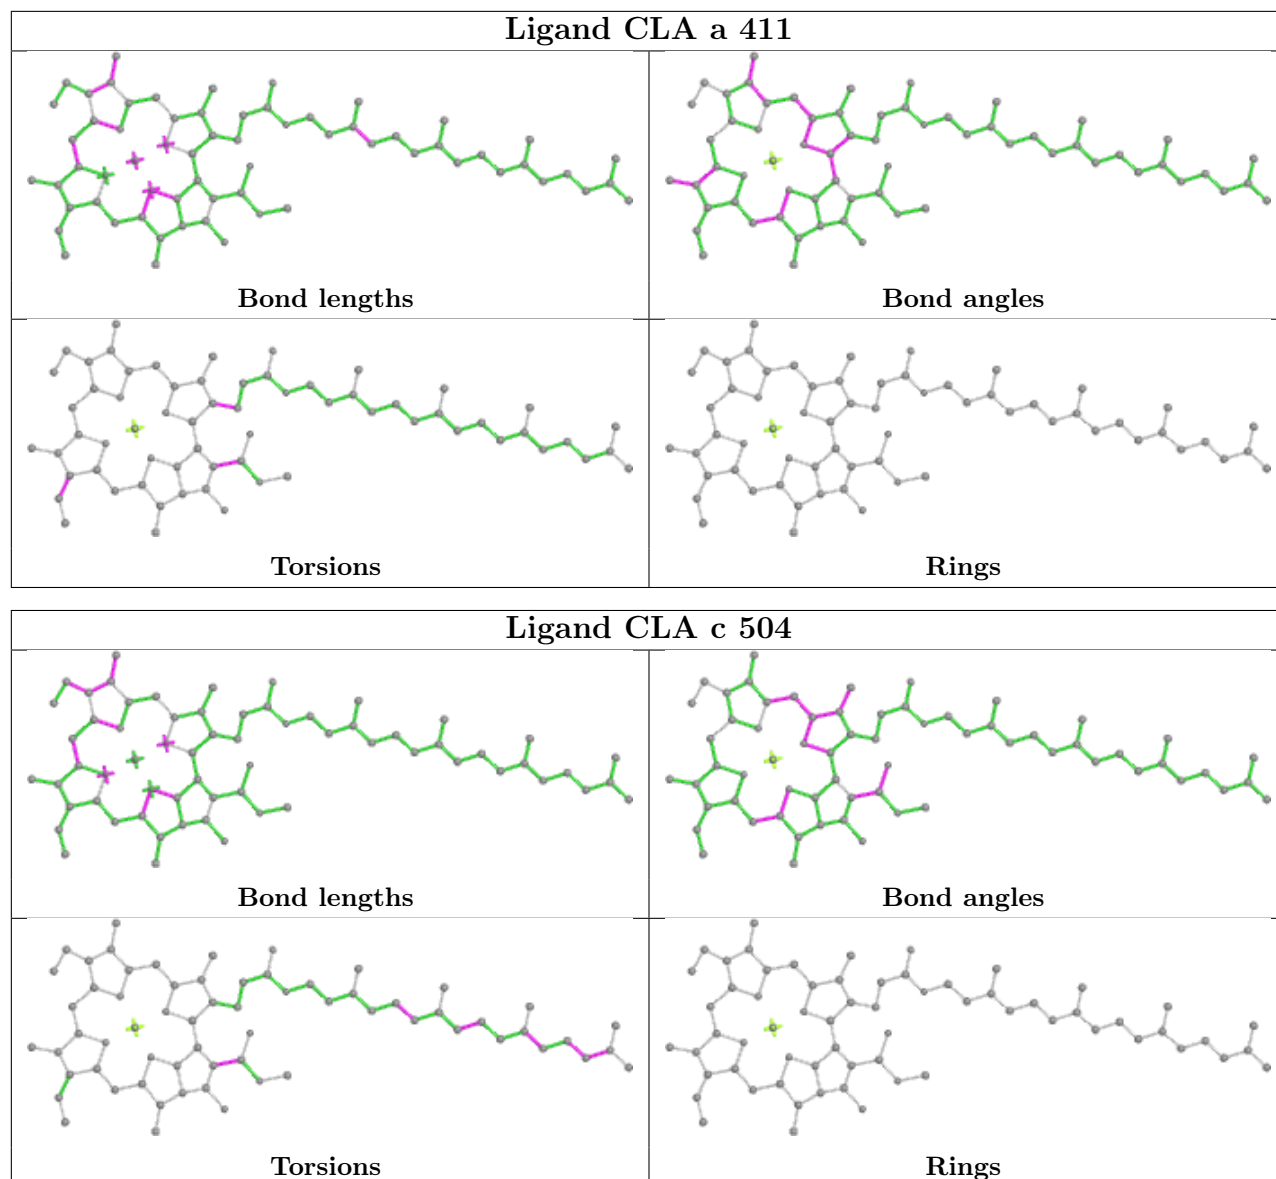 Ligand CLA a 411
Bond lengths
Bond angles
Torsions
Rings
Ligand CLA c 504
Bond lengths
Bond angles
Torsions
Rings